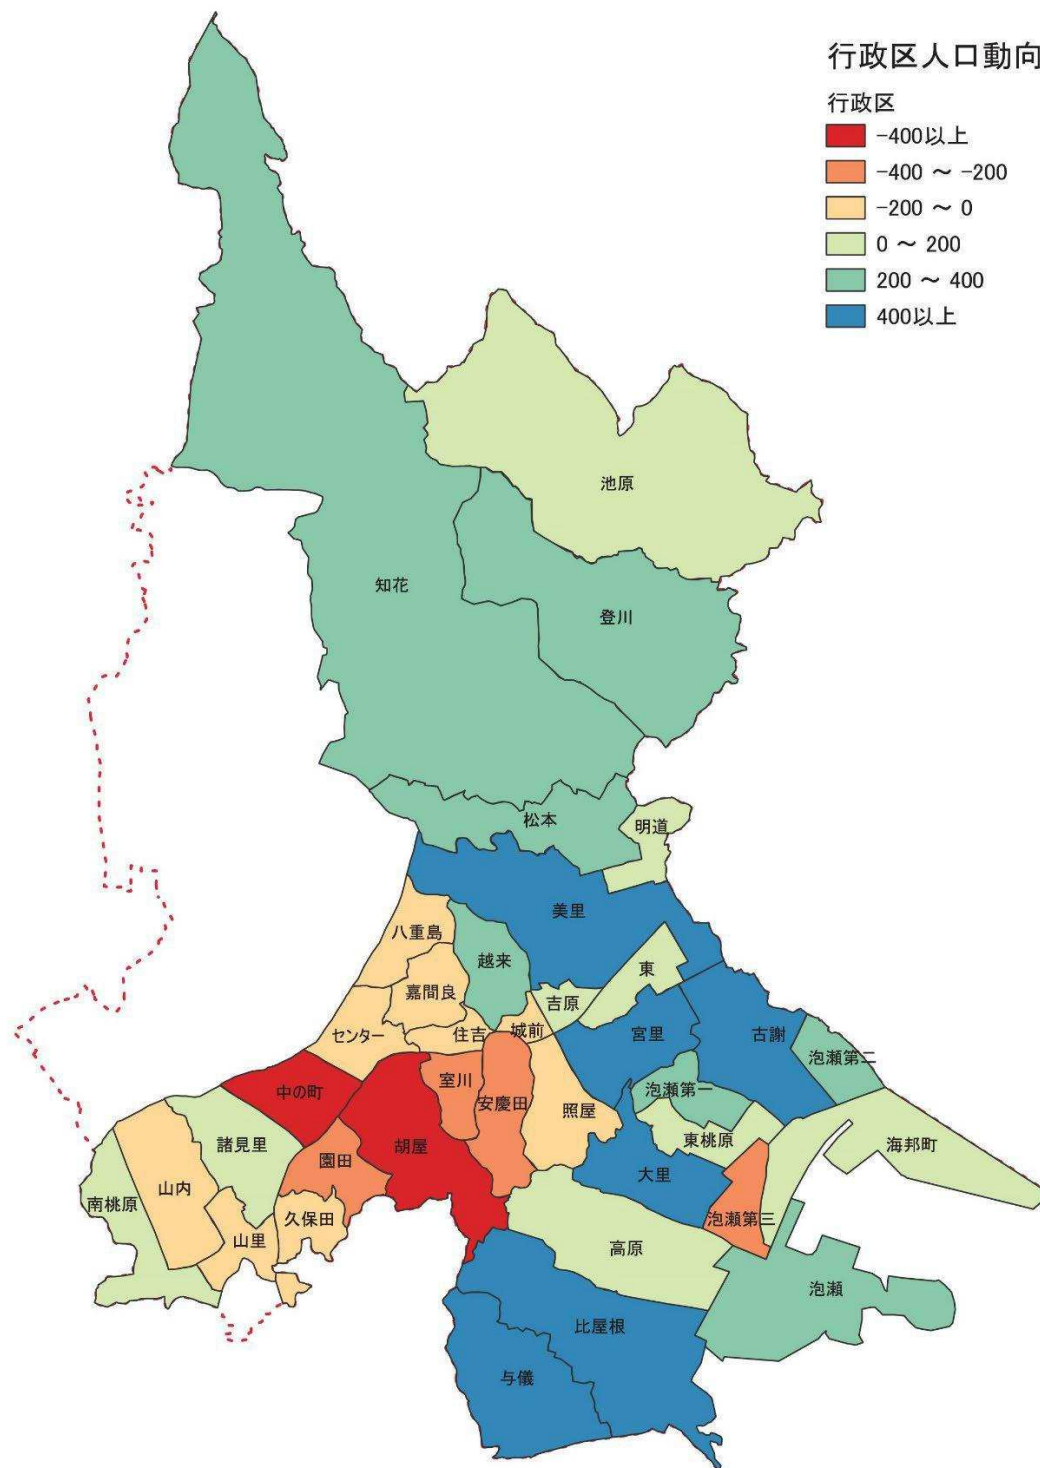 行政区人口動向
行政区
-400以上
-400 ～ -200
-200 ～ 0
0 ～ 200
200 ～ 400
400以上
池原
知花
登川
松本
明道
美里
八重島
越来
東
嘉間良
吉原
センター
住吉
城前
宮里
古謝
泡瀬第二
中の町
室川
安慶田
照屋
泡瀬第一
諸見里
園田
胡屋
東桃原
海邦町
南桃原
山内
大里
久保田
泡瀬第三
山里
高原
泡瀬
比屋根
与儀